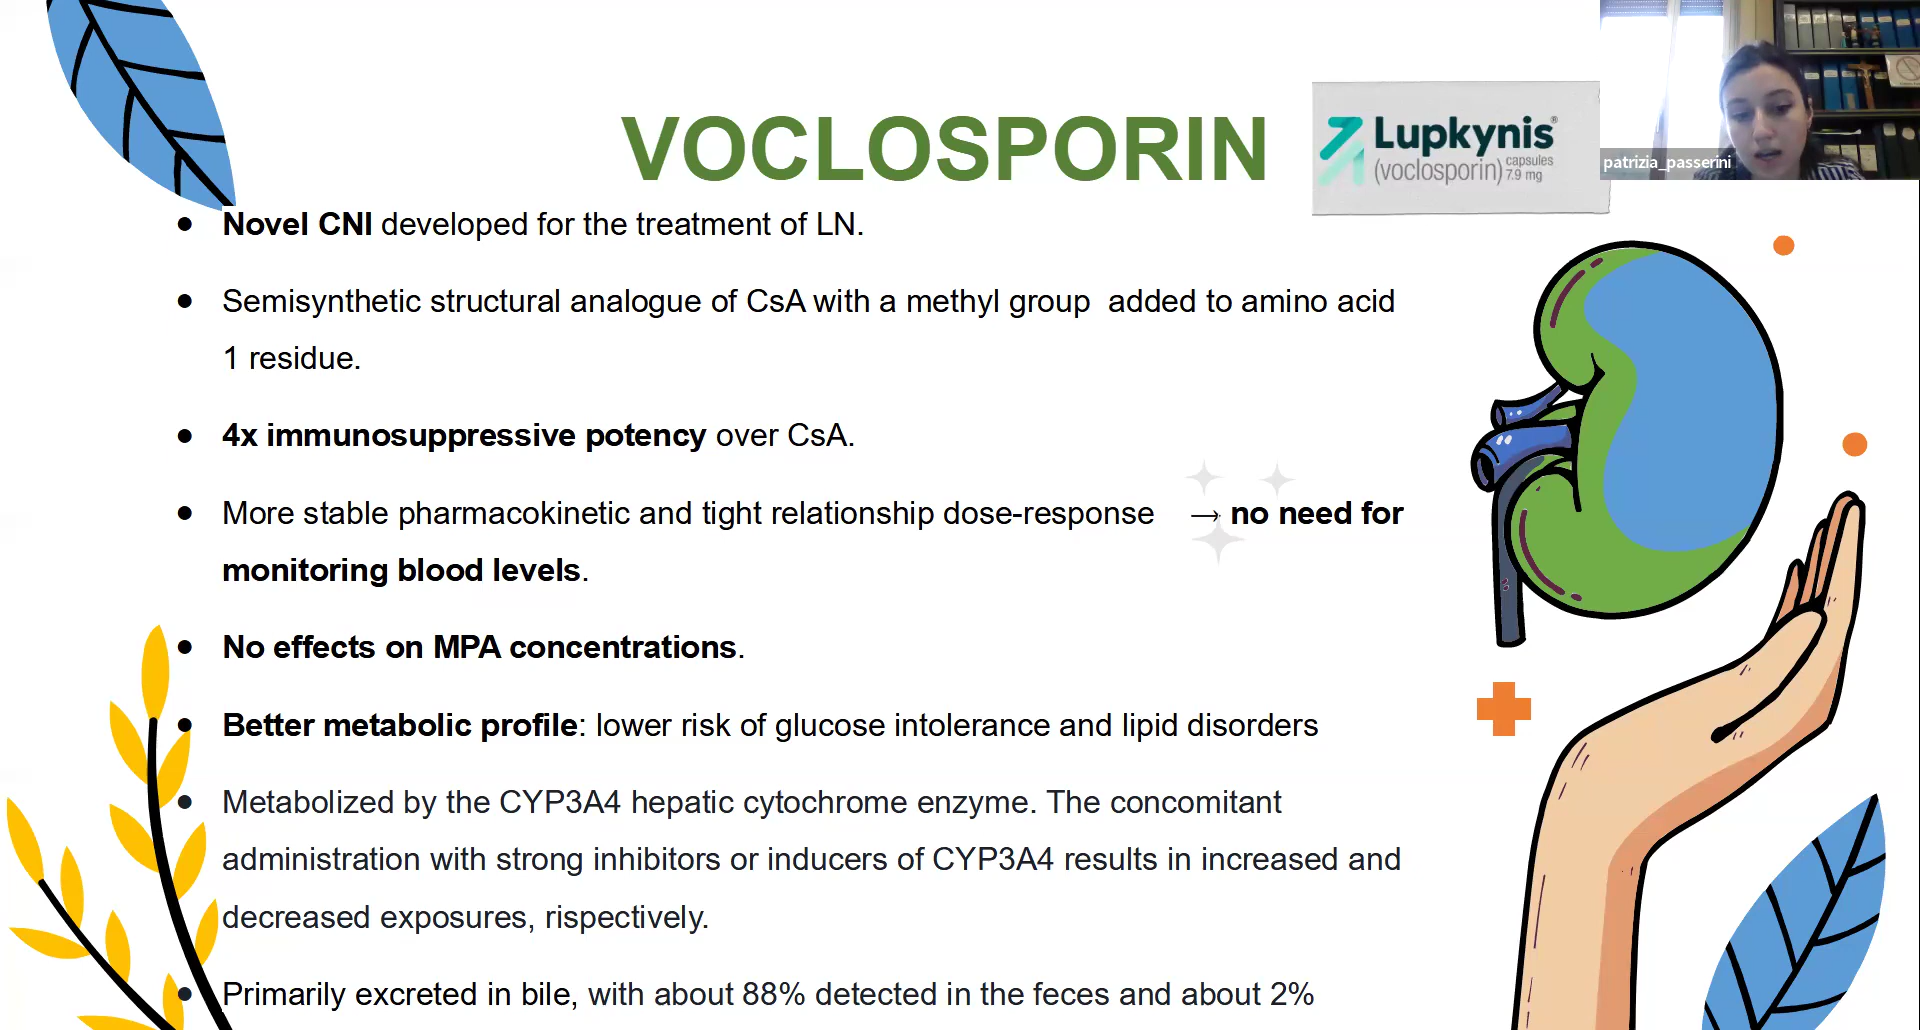 VOCLOSPORIN
Lupkynis®
(voclosporin) capsules 7.9 mg
patrizia_passerini
● Novel CNI developed for the treatment of LN.
● Semisynthetic structural analogue of CsA with a methyl group added to amino acid
1 residue.
● 4x immunosuppressive potency over CsA.
● More stable pharmacokinetic and tight relationship dose-response → no need for
monitoring blood levels.
● No effects on MPA concentrations.
● Better metabolic profile: lower risk of glucose intolerance and lipid disorders
● Metabolized by the CYP3A4 hepatic cytochrome enzyme. The concomitant
administration with strong inhibitors or inducers of CYP3A4 results in increased and
decreased exposures, rispectively.
● Primarily excreted in bile, with about 88% detected in the feces and about 2%